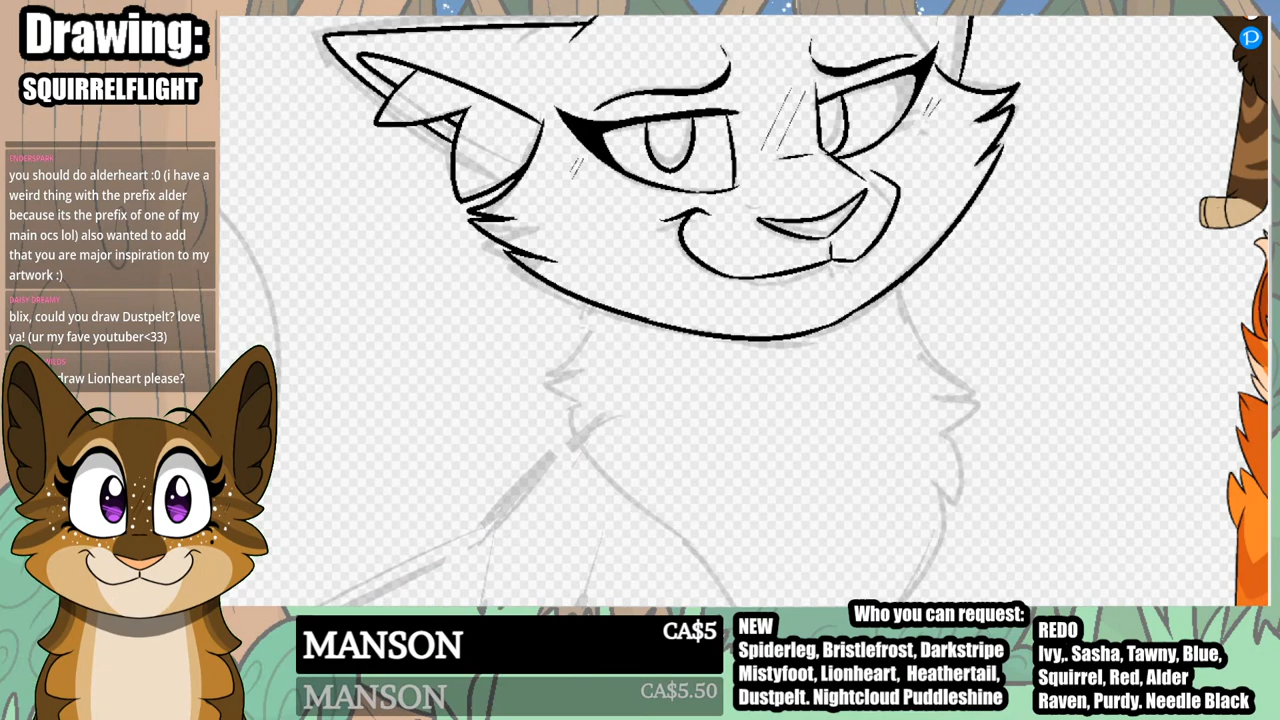 Drawing:
SQUIRRELFLIGHT
ENDERSPARK
you should do alderheart :0 (i have a
weird thing with the prefix alder
because its the prefix of one of my
main ocs lol) also wanted to add
that you are major inspiration to my
artwork :)
DAISY DREAMY
blix, could you draw Dustpelt? love
ya! (ur my fave youtuber<33)
draw Lionheart please?
MANSON
CA$5
MANSON
CA$5.50
Who you can request:
NEW
Spiderleg, Bristlefrost, Darkstripe
Mistyfoot, Lionheart, Heathertail,
Dustpelt. Nightcloud Puddleshine
REDO
Ivy,. Sasha, Tawny, Blue,
Squirrel, Red, Alder
Raven, Purdy. Needle Black